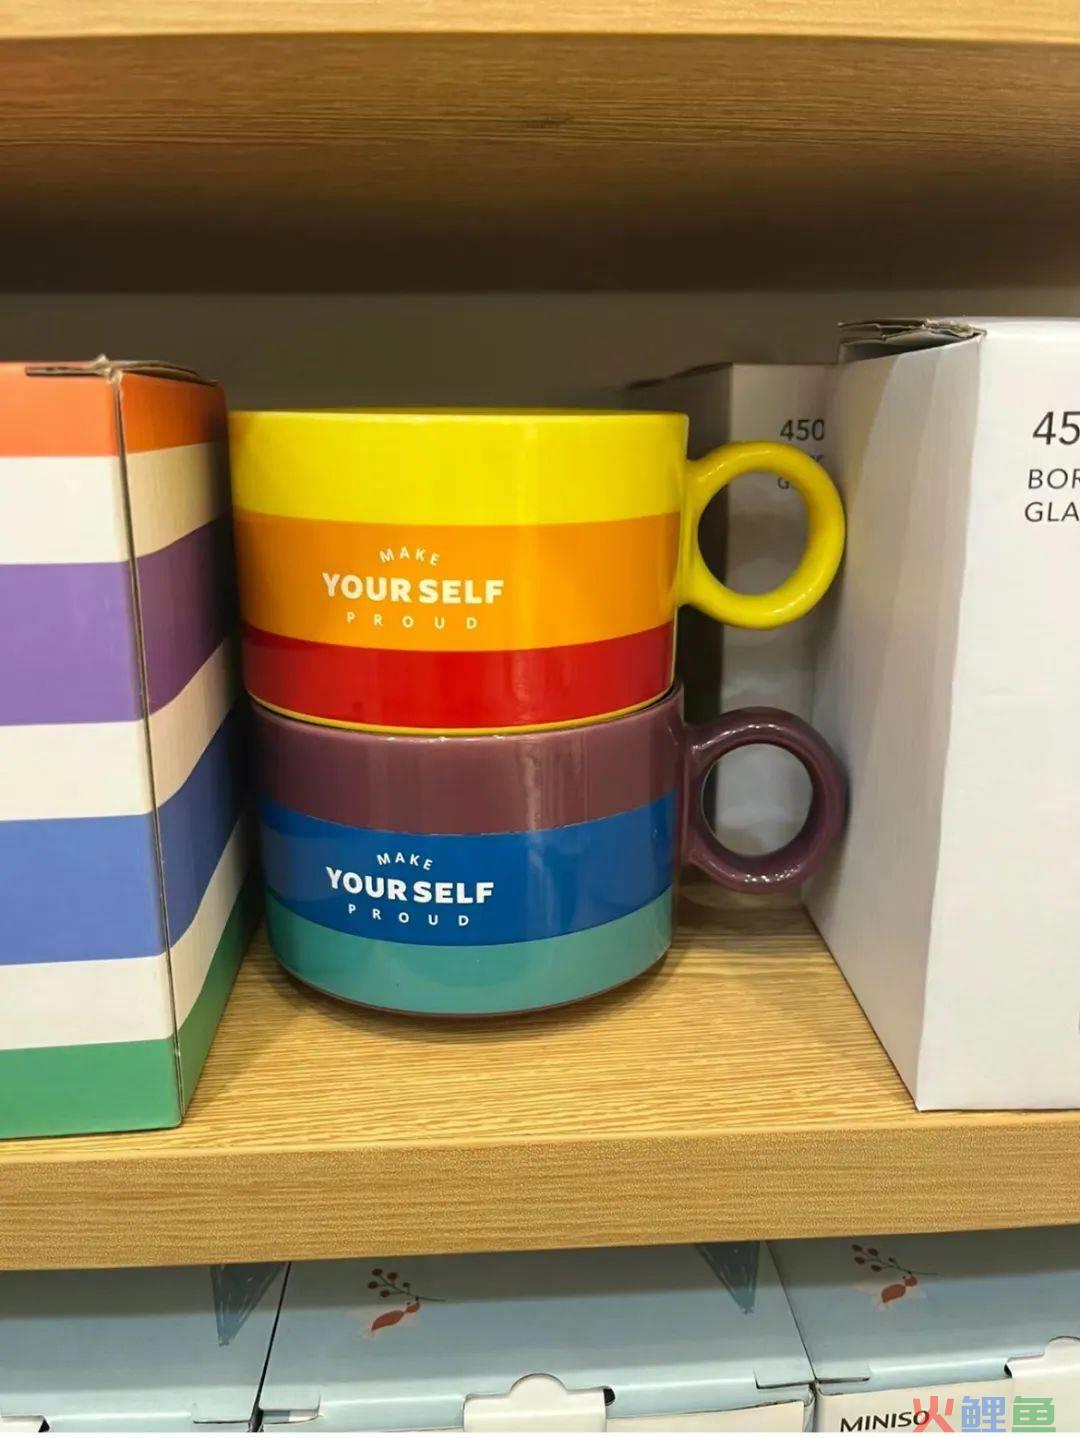 MAKE
YOUR SELF
PROUD
MAKE
YOUR SELF
PROUD
450
45
BOR
GLA
MINISO
火鲤鱼